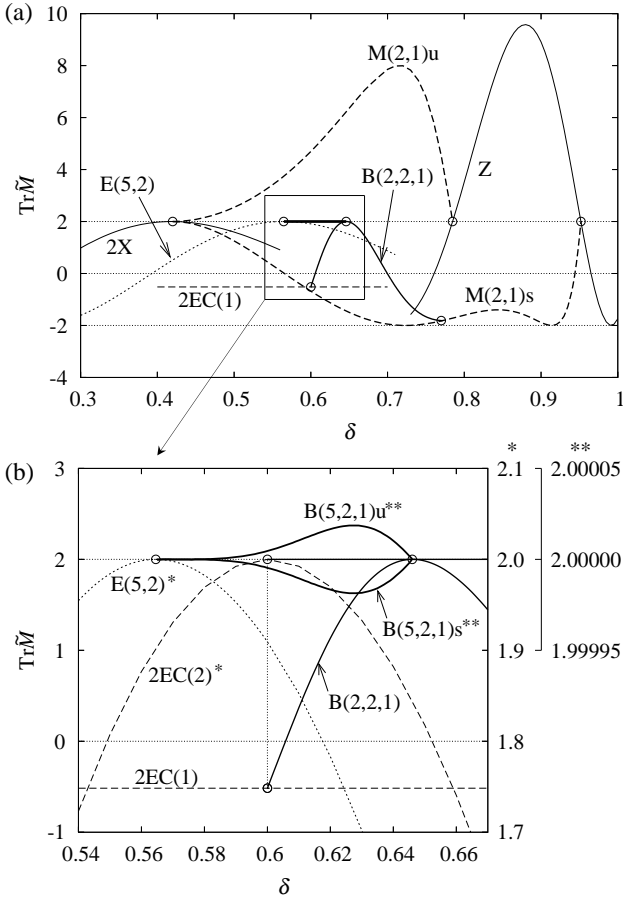 (a)
10
8
6
4
2
0
-2
-4
TrM̃
M(2,1)u
E(5,2)
B(2,2,1)
Z
2X
2EC(1)
M(2,1)s
0.3 0.4 0.5 0.6 0.7 0.8 0.9 1
δ
(b)
* **
3 2.1 2.00005
B(5,2,1)u**
2 2.0 2.00000
E(5,2)*
B(5,2,1)s**
TrM̃
2EC(2)*
1 1.9 1.99995
B(2,2,1)
0 1.8
2EC(1)
-1 1.7
0.54 0.56 0.58 0.6 0.62 0.64 0.66
δ